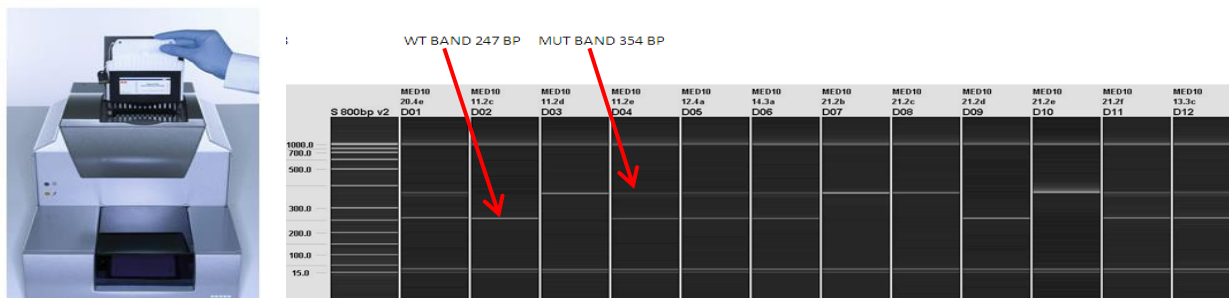 WT BAND 247 BP MUT BAND 354 BP
MED10 MED10 MED10 MED10 MED10 MED10 MED10 MED10 MED10 MED10 MED10 MED10
20.4e 11.2c 11.2d 11.2e 12.4a 14.3a 21.2b 21.2c 21.2d 21.2e 21.2f 13.3c
S 800bp v2 D01 D02 D03 D04 D05 D06 D07 D08 D09 D10 D11 D12
1000.0
700.0
500.0
300.0
200.0
100.0
15.0